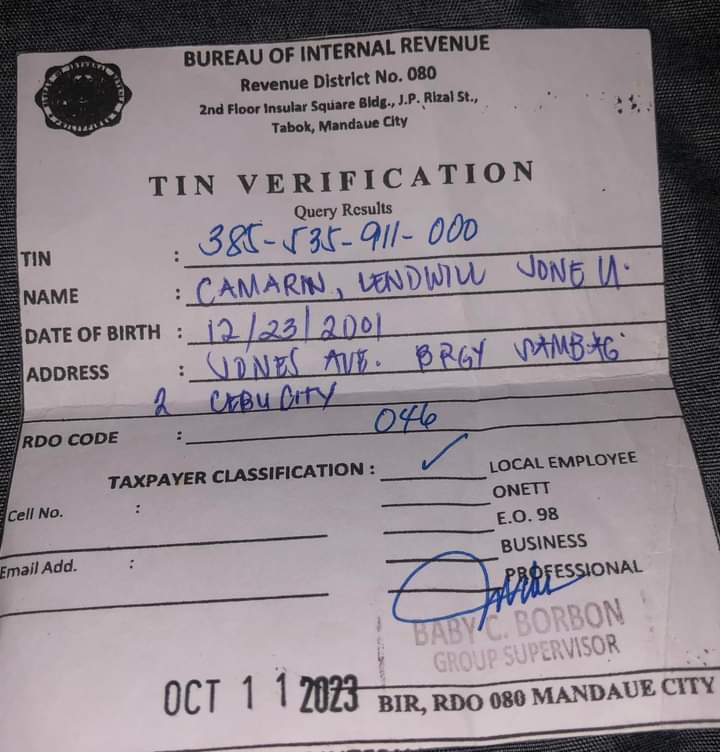 BUREAU OF INTERNAL REVENUE
Revenue District No. 080
2nd Floor Insular Square Bldg., J.P. Rizal St.,
Tabok, Mandaue City
TIN VERIFICATION
Query Results
TIN : 385-535-911-000
NAME : CAMARIN, LENDWILL JONE U.
DATE OF BIRTH : 12/23/2001
ADDRESS : JONES AVE. BRGY SAMBAG
2 CEBU CITY
RDO CODE : 046
TAXPAYER CLASSIFICATION : ✓ LOCAL EMPLOYEE
ONETT
E.O. 98
BUSINESS
PROFESSIONAL
Cell No. :
Email Add. :
BABY C. BORBON
GROUP SUPERVISOR
OCT 11 2023
BIR, RDO 080 MANDAUE CITY